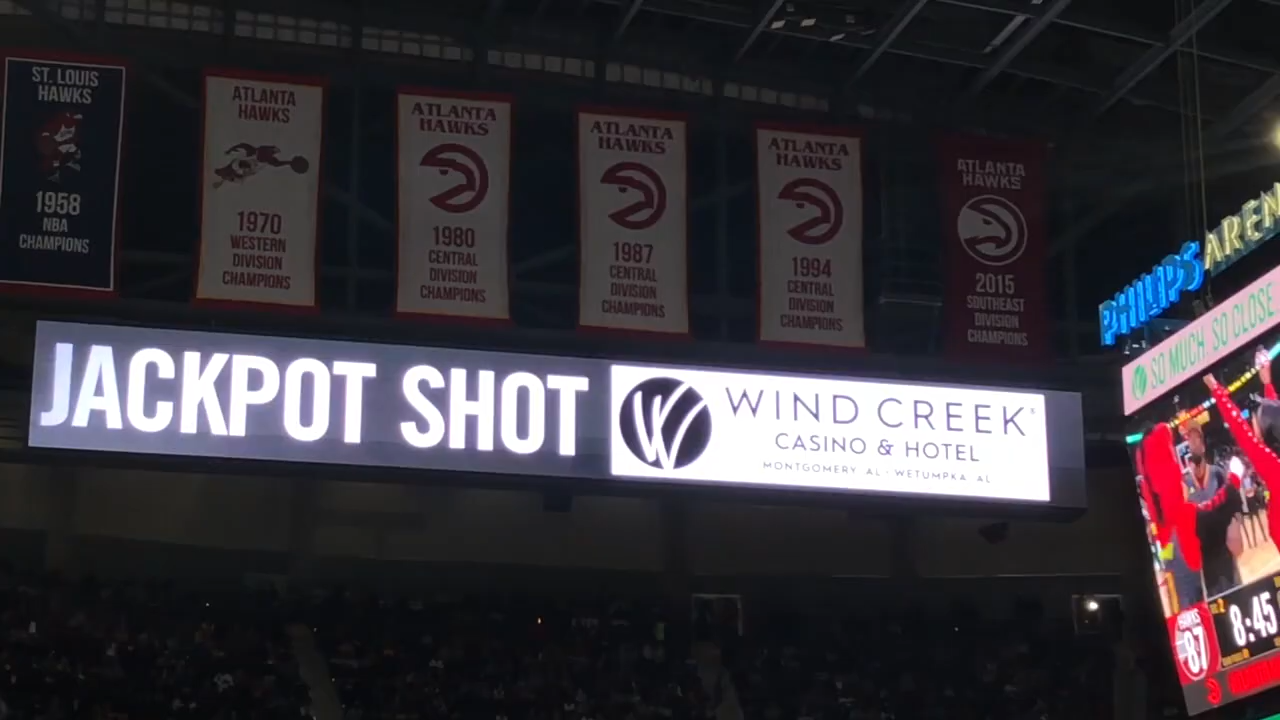 ST. LOUIS
HAWKS
1958
NBA
CHAMPIONS
ATLANTA
HAWKS
1970
WESTERN
DIVISION
CHAMPIONS
ATLANTA
HAWKS
1980
CENTRAL
DIVISION
CHAMPIONS
ATLANTA
HAWKS
1987
CENTRAL
DIVISION
CHAMPIONS
ATLANTA
HAWKS
1994
CENTRAL
DIVISION
CHAMPIONS
ATLANTA
HAWKS
2015
SOUTHEAST
DIVISION
CHAMPIONS
JACKPOT SHOT
W WIND CREEK®
CASINO & HOTEL
MONTGOMERY AL · WETUMPKA AL
PHILIPS AREN
SO MUCH. SO CLOSE
HAWKS
87
8:45